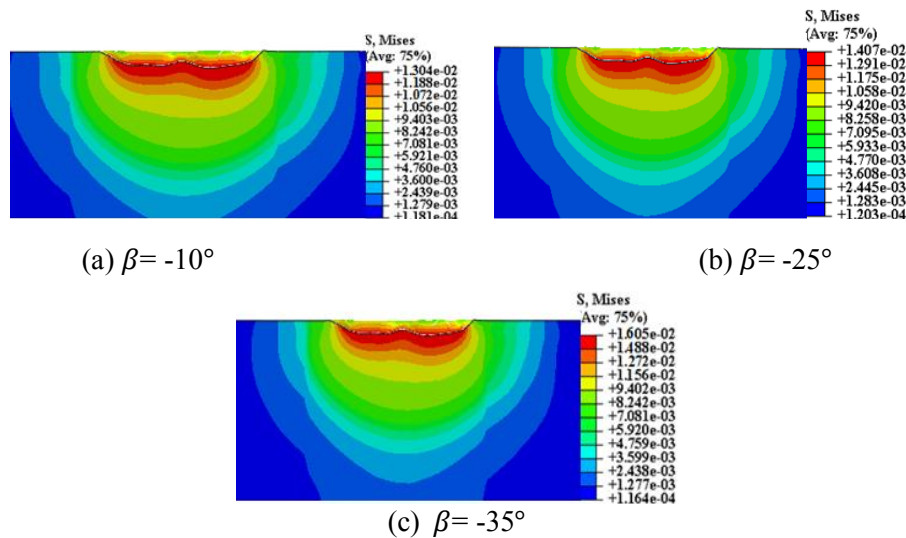 S, Mises
(Avg: 75%)
+1.304e-02
+1.188e-02
+1.072e-02
+1.056e-02
+9.403e-03
+8.242e-03
+7.081e-03
+5.921e-03
+4.760e-03
+3.600e-03
+2.439e-03
+1.279e-03
+1.181e-04
S, Mises
(Avg: 75%)
+1.407e-02
+1.291e-02
+1.175e-02
+1.058e-02
+9.420e-03
+8.258e-03
+7.095e-03
+5.933e-03
+4.770e-03
+3.608e-03
+2.445e-03
+1.283e-03
+1.203e-04
(a) β= -10°
(b) β= -25°
S, Mises
(Avg: 75%)
+1.605e-02
+1.488e-02
+1.272e-02
+1.156e-02
+9.402e-03
+8.242e-03
+7.081e-03
+5.920e-03
+4.759e-03
+3.599e-03
+2.438e-03
+1.277e-03
+1.164e-04
(c) β= -35°